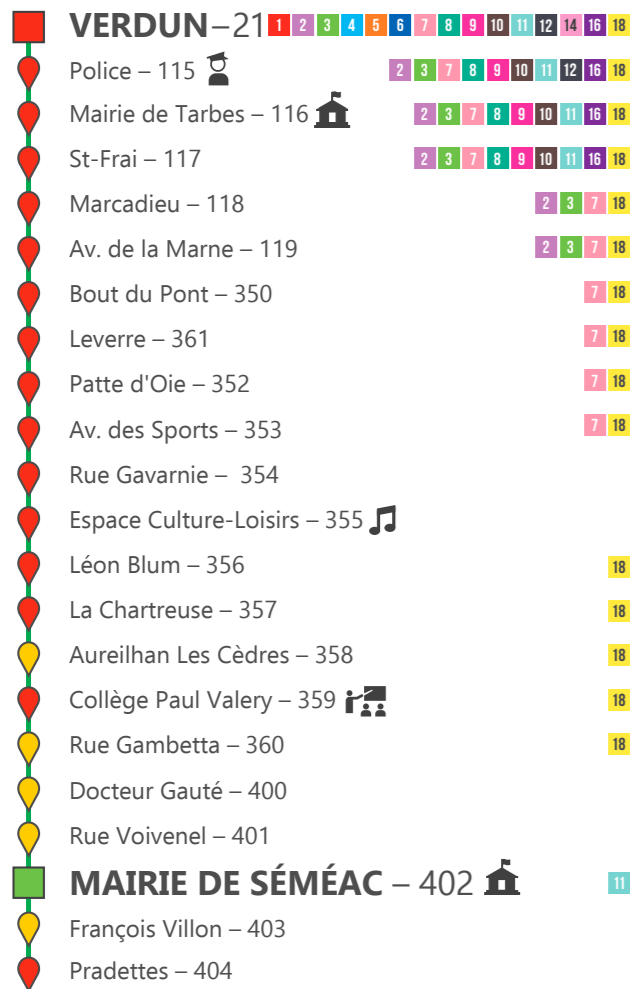 VERDUN–21 1 2 3 4 5 6 7 8 9 10 11 12 14 16 18
Police – 115 2 3 7 8 9 10 11 12 16 18
Mairie de Tarbes – 116 2 3 7 8 9 10 11 16 18
St-Frai – 117 2 3 7 8 9 10 11 16 18
Marcadieu – 118 2 3 7 18
Av. de la Marne – 119 2 3 7 18
Bout du Pont – 350 7 18
Leverre – 361 7 18
Patte d'Oie – 352 7 18
Av. des Sports – 353 7 18
Rue Gavarnie – 354
Espace Culture-Loisirs – 355
Léon Blum – 356 18
La Chartreuse – 357 18
Aureilhan Les Cèdres – 358 18
Collège Paul Valery – 359 18
Rue Gambetta – 360 18
Docteur Gauté – 400
Rue Voivenel – 401
MAIRIE DE SÉMÉAC – 402 11
François Villon – 403
Pradettes – 404